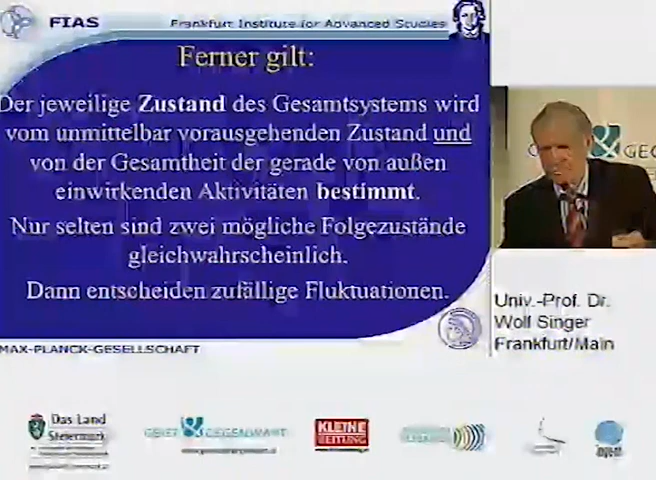 FIAS
Frankfurt Institute for Advanced Studies
Ferner gilt:
Der jeweilige Zustand des Gesamtsystems wird
vom unmittelbar vorausgehenden Zustand und
von der Gesamtheit der gerade von außen
einwirkenden Aktivitäten bestimmt.
Nur selten sind zwei mögliche Folgezustände
gleichwahrscheinlich.
Dann entscheiden zufällige Fluktuationen.
MAX-PLANCK-GESELLSCHAFT
Univ.-Prof. Dr.
Wolf Singer
Frankfurt/Main
Das Land
Steiermark
GEIST & GEGENWART
KLEINE
ZEITUNG